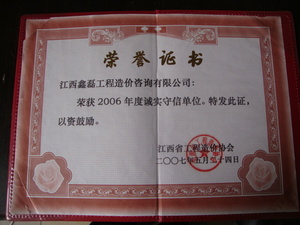 荣誉证书
江西鑫磊工程造价咨询有限公司：
荣获2006年度诚实守信单位。特发此证，
以资鼓励。
江西省工程造价协会
二〇〇七年五月二十四日